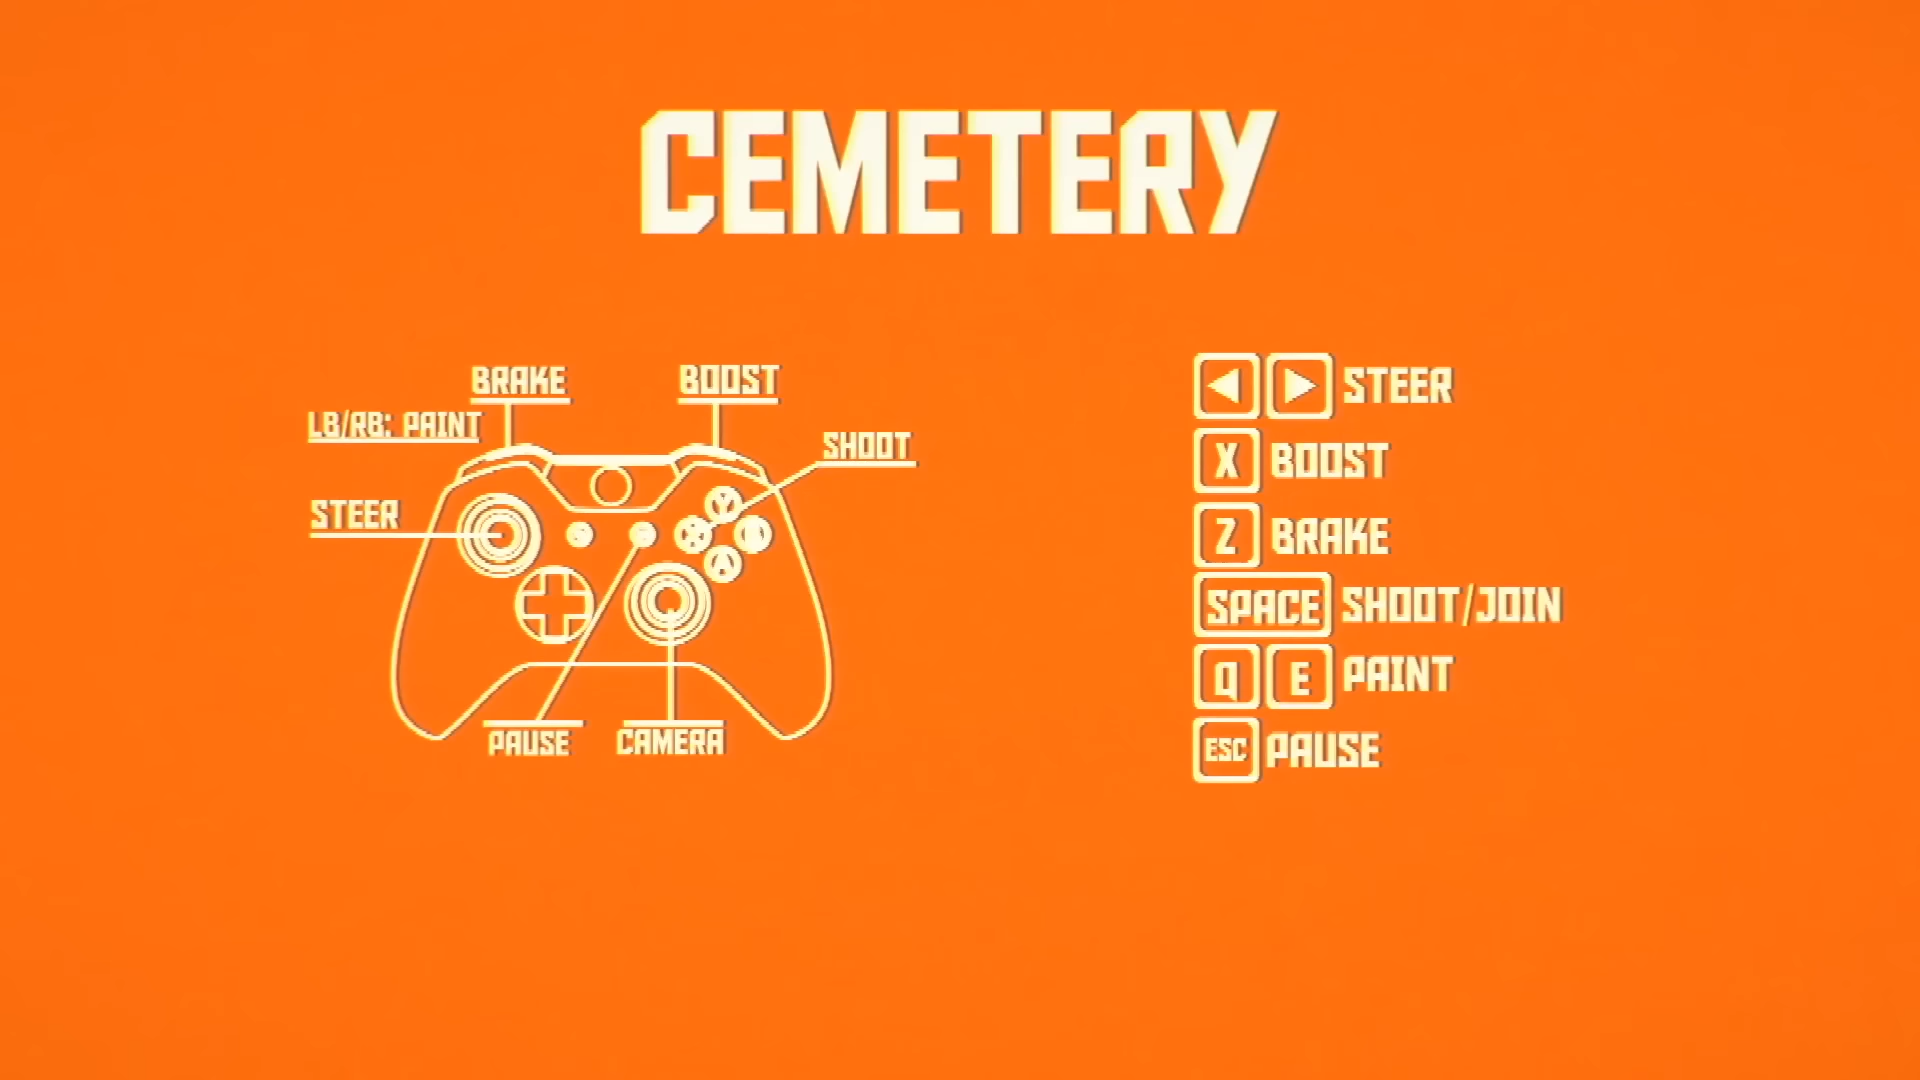 CEMETERY
BRAKE
BOOST
LB/RB: PAINT
SHOOT
STEER
Y
X
A
PAUSE
CAMERA
STEER
X BOOST
Z BRAKE
SPACE SHOOT/JOIN
Q E PAINT
ESC PAUSE